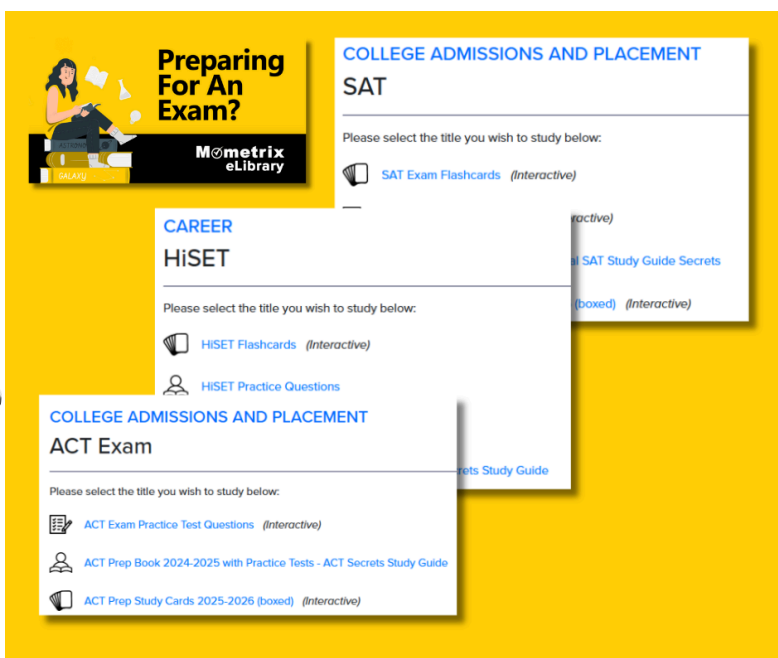 Preparing
For An
Exam?
Mometrix
eLibrary
GALAXY
COLLEGE ADMISSIONS AND PLACEMENT
SAT
Please select the title you wish to study below:
SAT Exam Flashcards (Interactive)
SAT Study Guide Secrets
(boxed) (Interactive)
CAREER
HiSET
Please select the title you wish to study below:
HiSET Flashcards (Interactive)
HiSET Practice Questions
Study Guide
COLLEGE ADMISSIONS AND PLACEMENT
ACT Exam
Please select the title you wish to study below:
ACT Exam Practice Test Questions (Interactive)
ACT Prep Book 2024-2025 with Practice Tests - ACT Secrets Study Guide
ACT Prep Study Cards 2025-2026 (boxed) (Interactive)